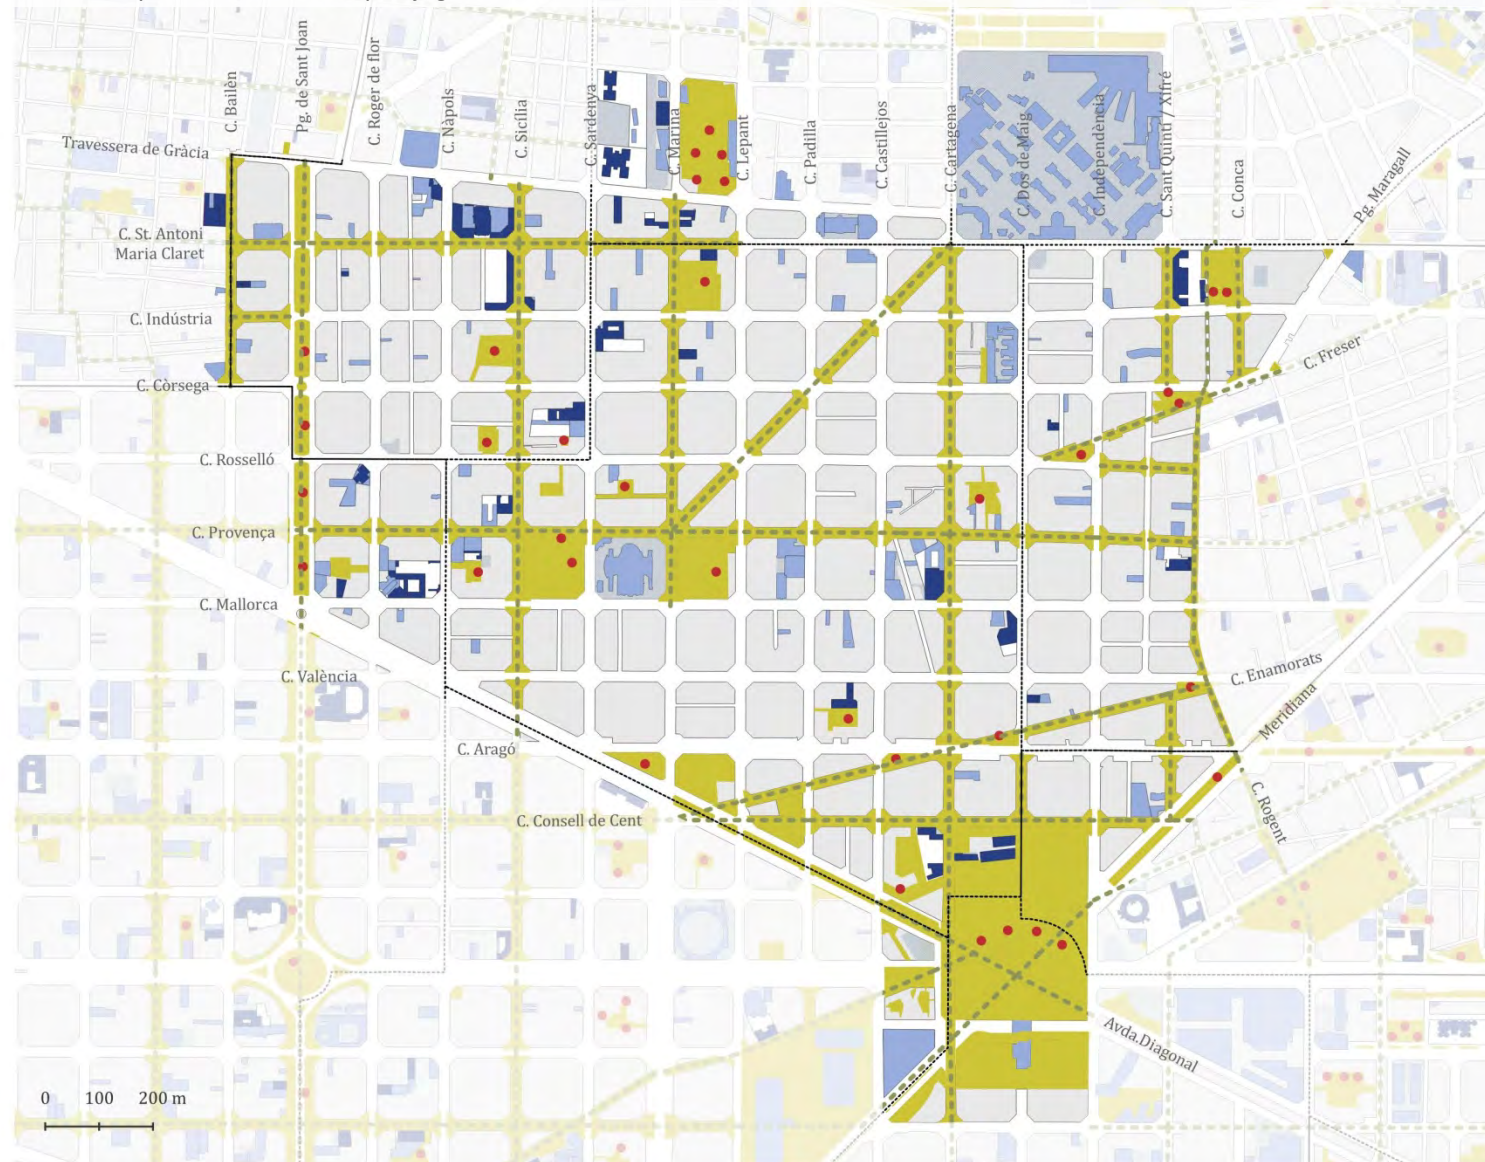 C. Bailèn
Pg. de Sant Joan
C. Roger de flor
C. Nàpols
C. Sicília
C. Sardenya
C. Marina
C. Lepant
C. Padilla
C. Castillejos
C. Cartagena
C. Dos de Maig
C. Independència
C. Sant Quintí / Xifré
C. Conca
Pg. Maragall
Travessera de Gràcia
C. St. Antoni
Maria Claret
C. Indústria
C. Freser
C. Còrsega
C. Rosselló
C. Provença
C. Mallorca
C. València
C. Enamorats
Meridiana
C. Aragó
C. Rogent
C. Consell de Cent
Avda.Diagonal
0 100 200 m